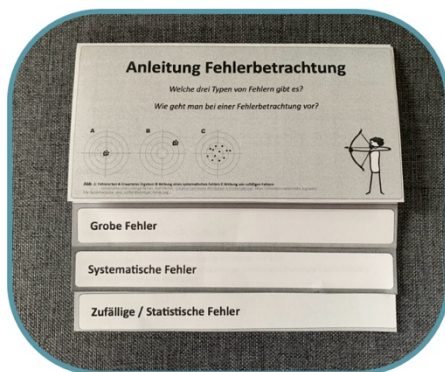 Anleitung Fehlerbetrachtung
Welche drei Typen von Fehlern gibt es?
Wie geht man bei einer Fehlerbetrachtung vor?
A B C
Grobe Fehler
Systematische Fehler
Zufällige / Statistische Fehler